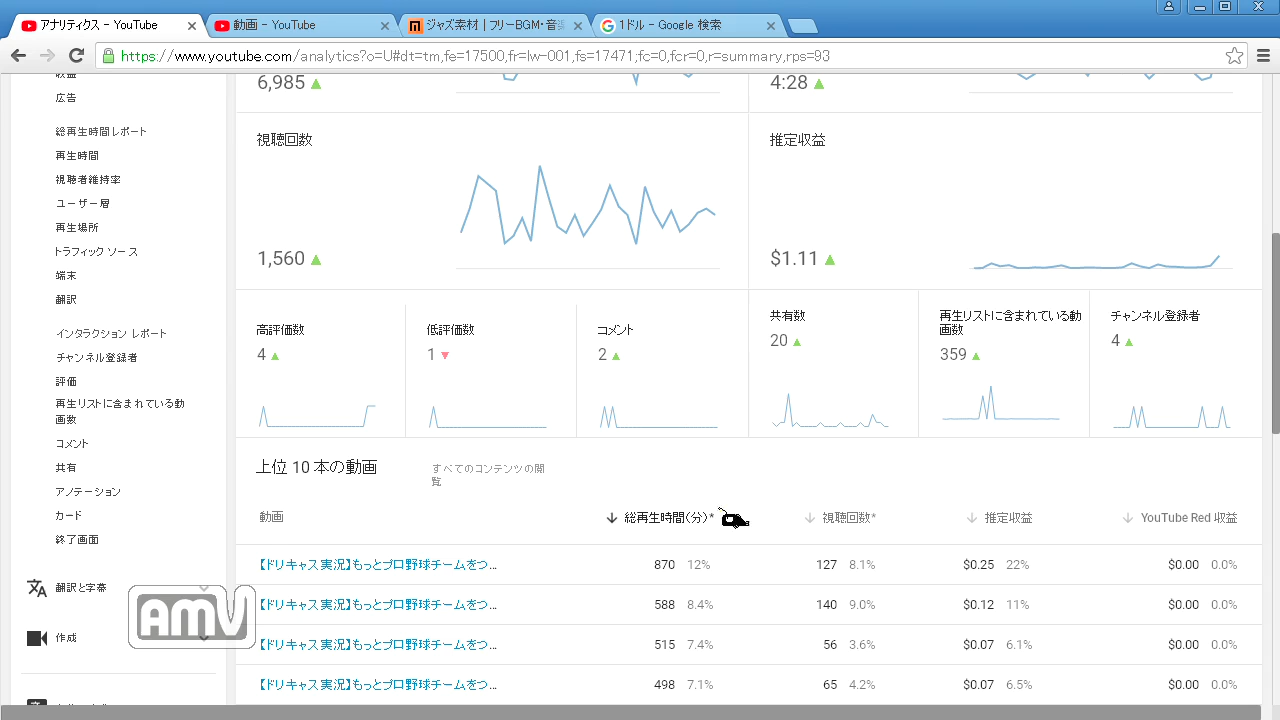 アナリティクス - YouTube
動画 - YouTube
ジャズ素材 | フリーBGM・音
1ドル - Google 検索
https://www.youtube.com/analytics?o=U#dt=tm,fe=17500,fr=lw-001,fs=17471;fc=0,fcr=0,r=summary,rps=93
収益
広告
総再生時間レポート
再生時間
視聴者維持率
ユーザー層
再生場所
トラフィック ソース
端末
翻訳
インタラクション レポート
チャンネル登録者
評価
再生リストに含まれている動
画数
コメント
共有
アノテーション
カード
終了画面
翻訳と字幕
作成
AMV
6,985
4:28
視聴回数
1,560
推定収益
$1.11
高評価数
4
低評価数
1
コメント
2
共有数
20
再生リストに含まれている動
画数
359
チャンネル登録者
4
上位 10 本の動画
すべてのコンテンツの閲
覧
動画 総再生時間(分)* 視聴回数* 推定収益 YouTube Red 収益
【ドリキャス実況】もっとプロ野球チームをつ... 870 12% 127 8.1% $0.25 22% $0.00 0.0%
【ドリキャス実況】もっとプロ野球チームをつ... 588 8.4% 140 9.0% $0.12 11% $0.00 0.0%
【ドリキャス実況】もっとプロ野球チームをつ... 515 7.4% 56 3.6% $0.07 6.1% $0.00 0.0%
【ドリキャス実況】もっとプロ野球チームをつ... 498 7.1% 65 4.2% $0.07 6.5% $0.00 0.0%